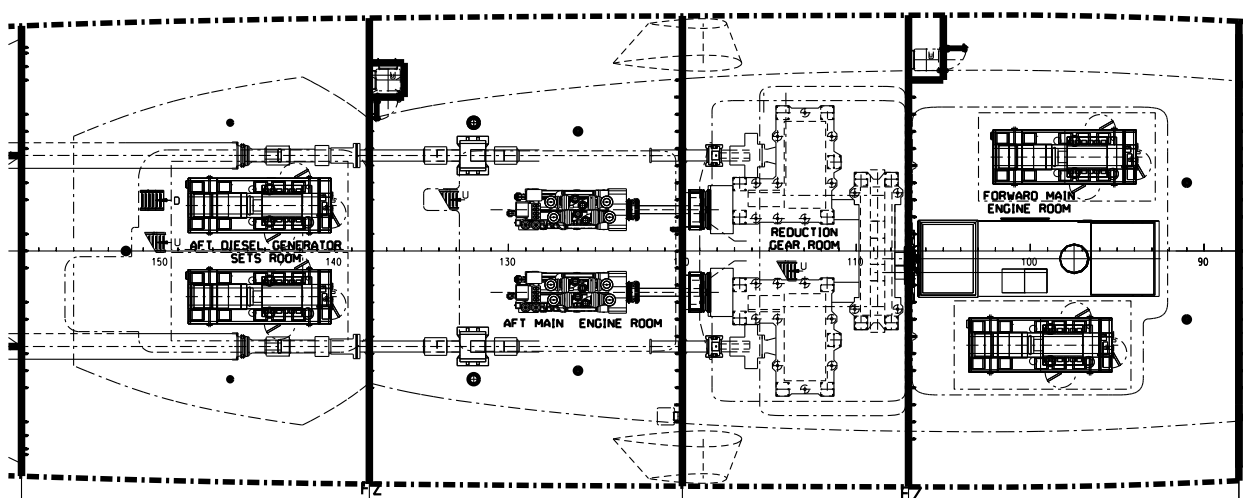 AFT DIESEL GENERATOR
SETS ROOM
AFT MAIN ENGINE ROOM
REDUCTION
GEAR ROOM
FORWARD MAIN
ENGINE ROOM
150
140
130
110
100
90
D
U
U
U
FZ
FZ